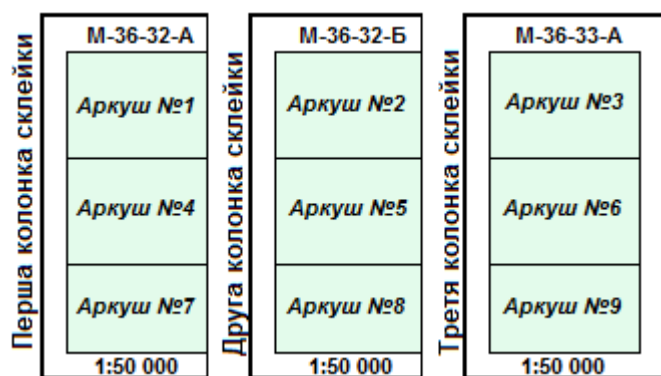 Перша колонка склейки
М-36-32-А
Аркуш №1
Аркуш №4
Аркуш №7
1:50 000
Друга колонка склейки
М-36-32-Б
Аркуш №2
Аркуш №5
Аркуш №8
1:50 000
Третя колонка склейки
М-36-33-А
Аркуш №3
Аркуш №6
Аркуш №9
1:50 000